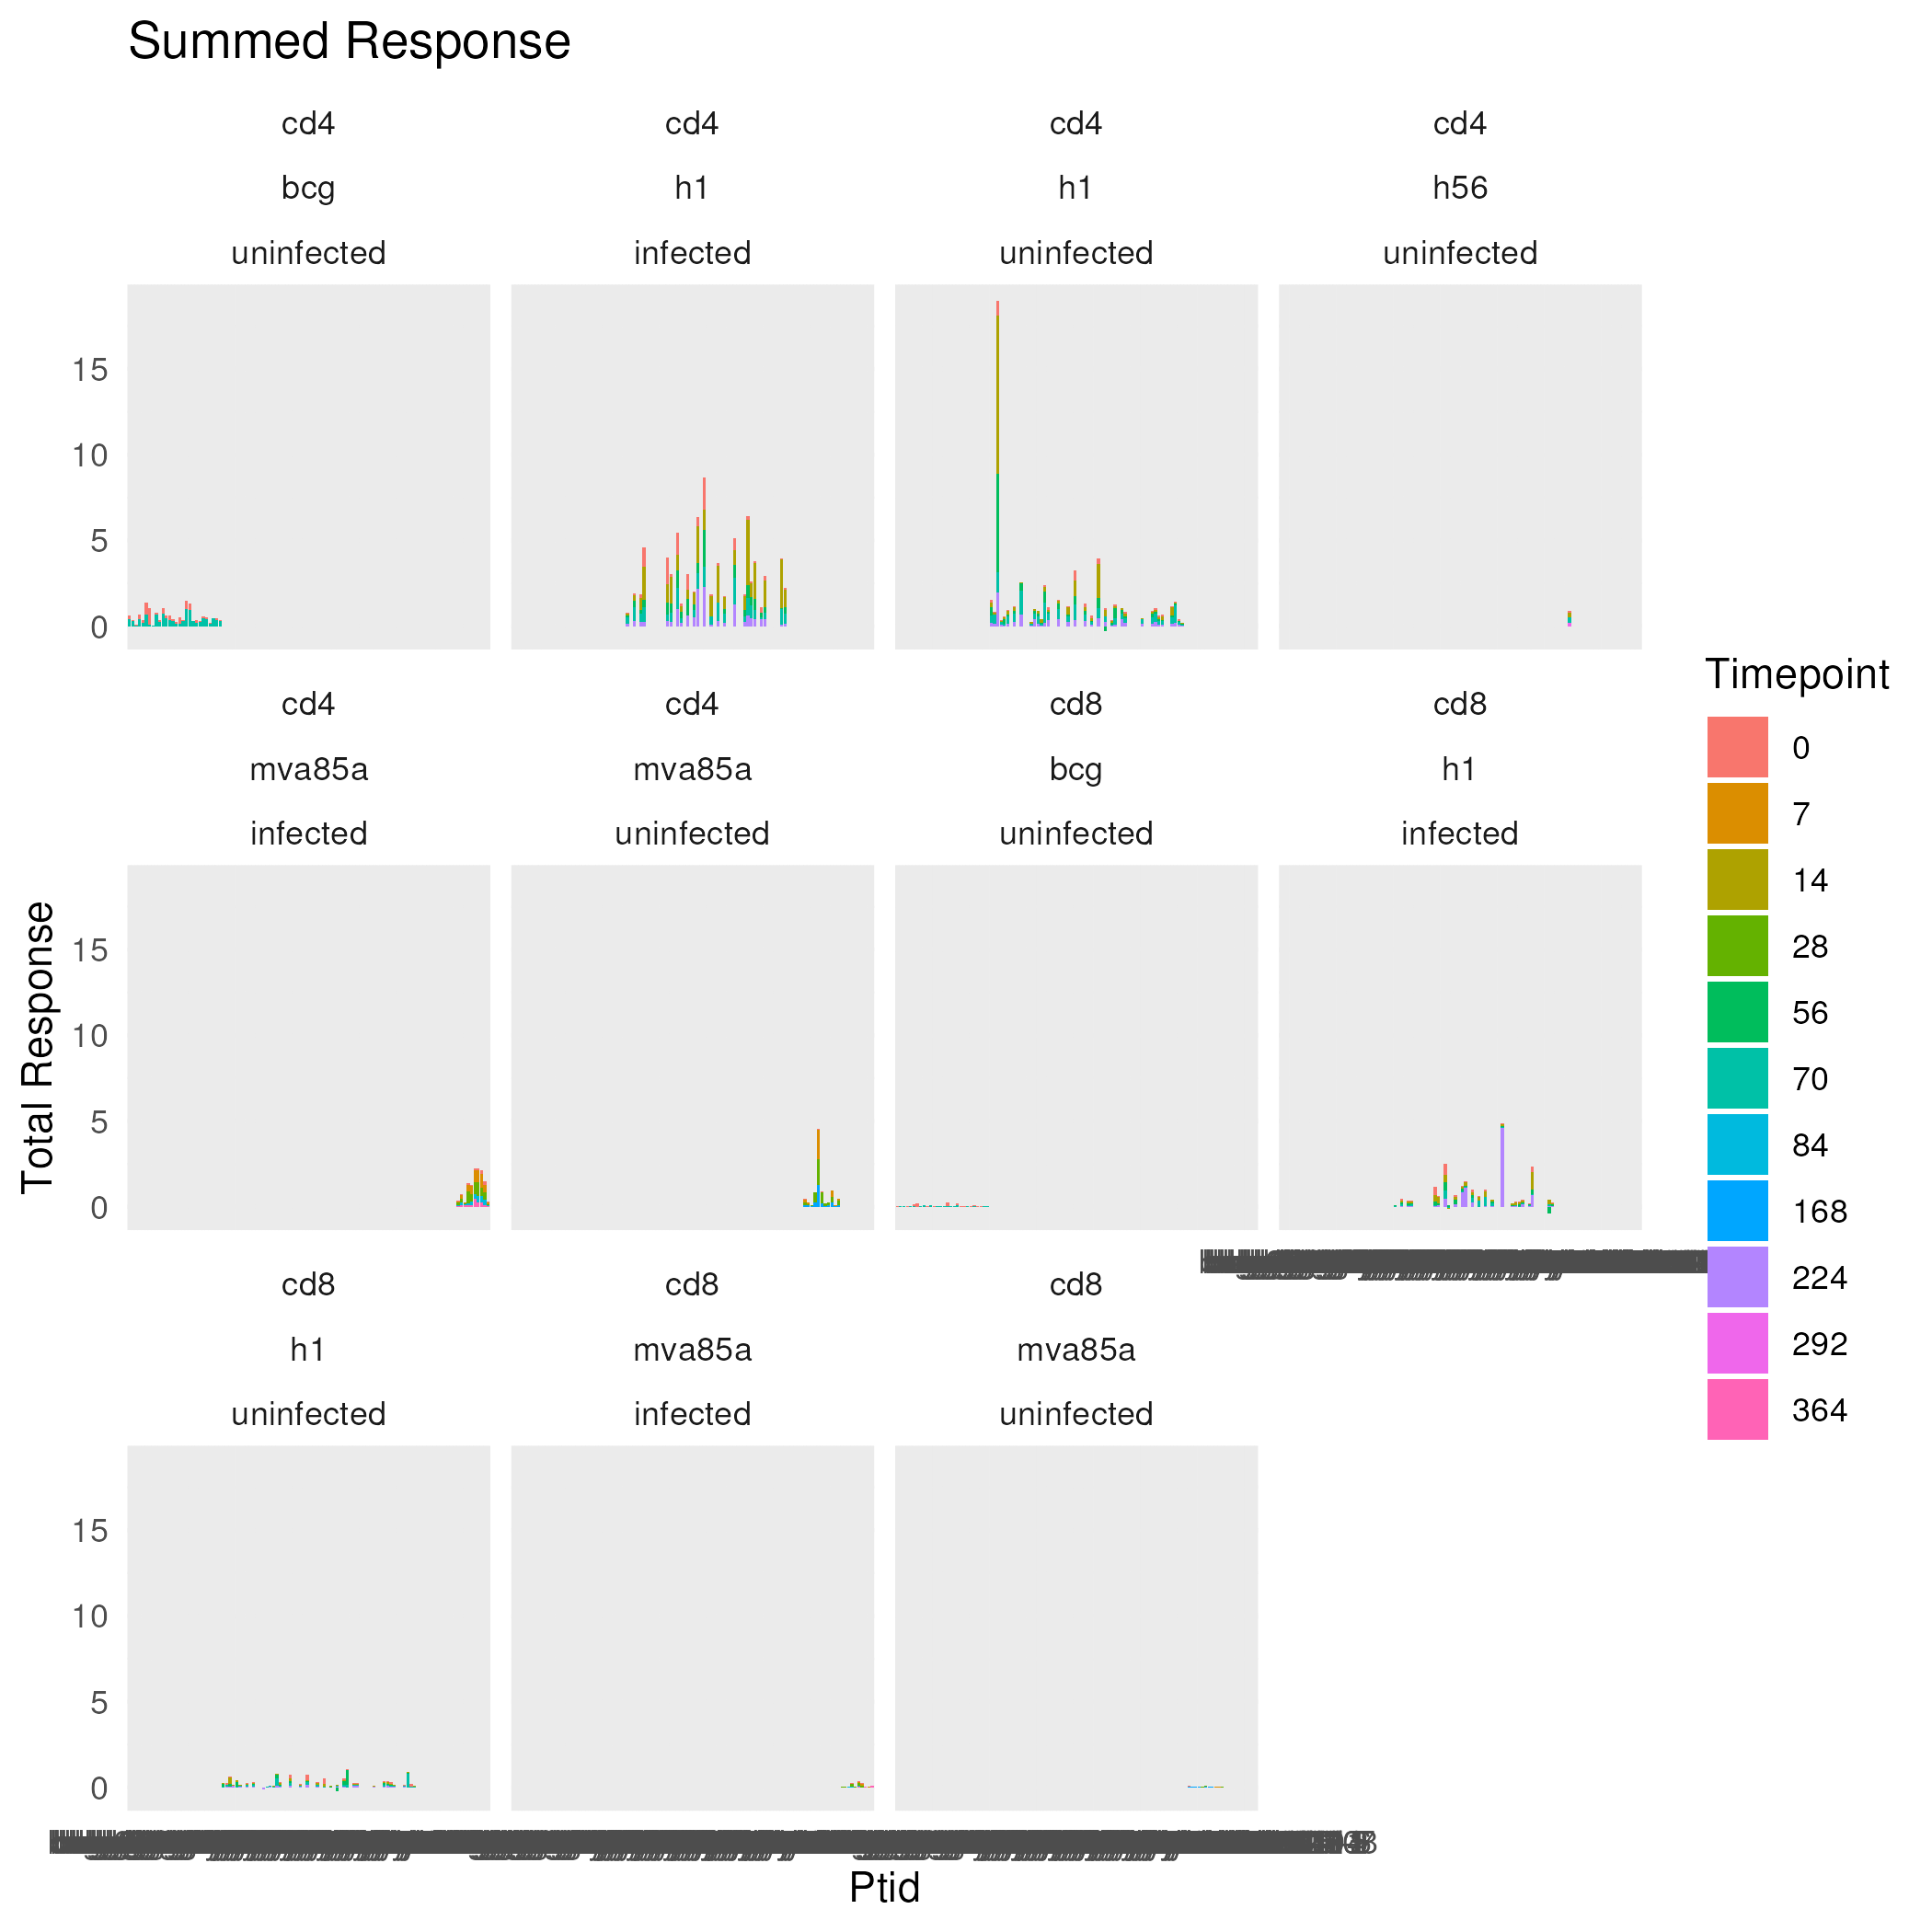 Summed Response
cd4 cd4 cd4 cd4
bcg h1 h1 h56
uninfected infected uninfected uninfected
15
10
5
0
cd4 cd4 cd8 cd8
mva85a mva85a bcg h1
infected uninfected uninfected infected
15
10
5
0
cd8 cd8 cd8
h1 mva85a mva85a
uninfected infected uninfected
15
10
5
0
Total Response
Ptid
Timepoint
0
7
14
28
56
70
84
168
224
292
364